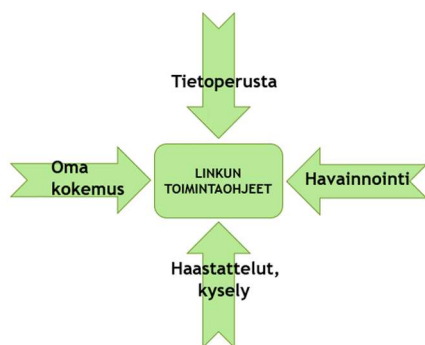 Tietoperusta
Oma
kokemus
LINKUN
TOIMINTAOHJEET
Havainnointi
Haastattelut,
kysely